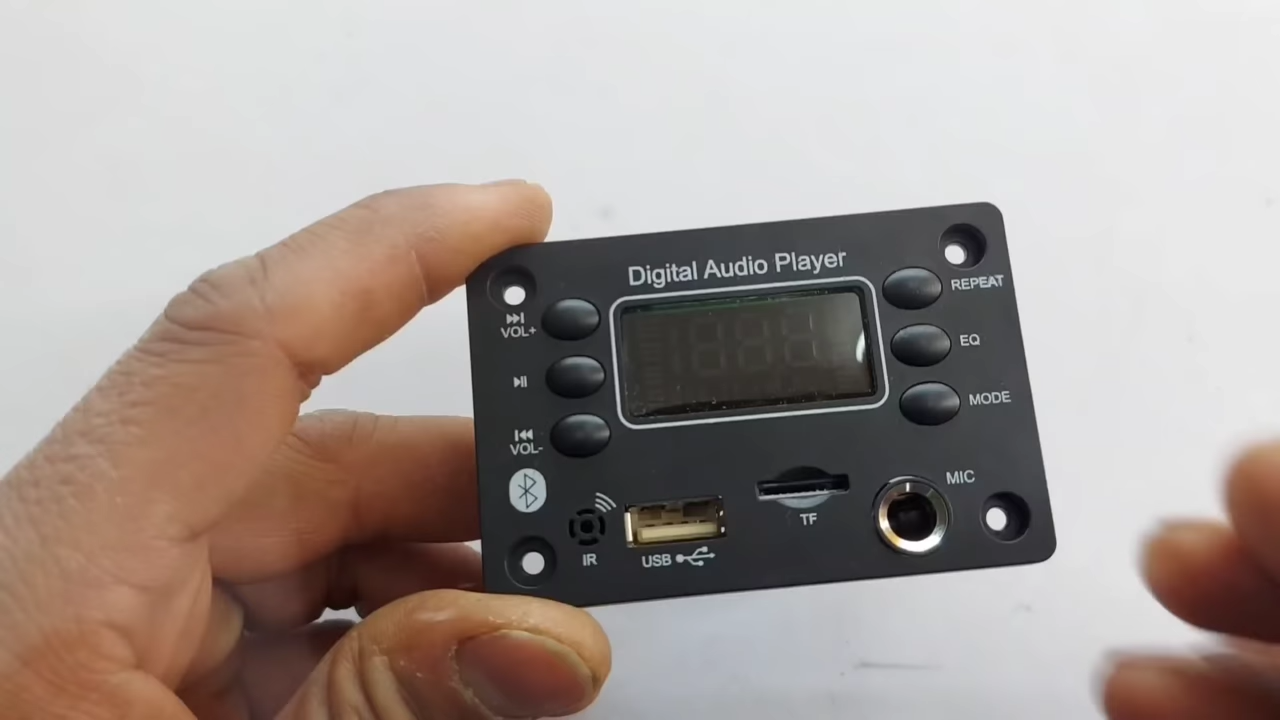 Digital Audio Player
VOL+
VOL-
REPEAT
EQ
MODE
IR
USB
TF
MIC